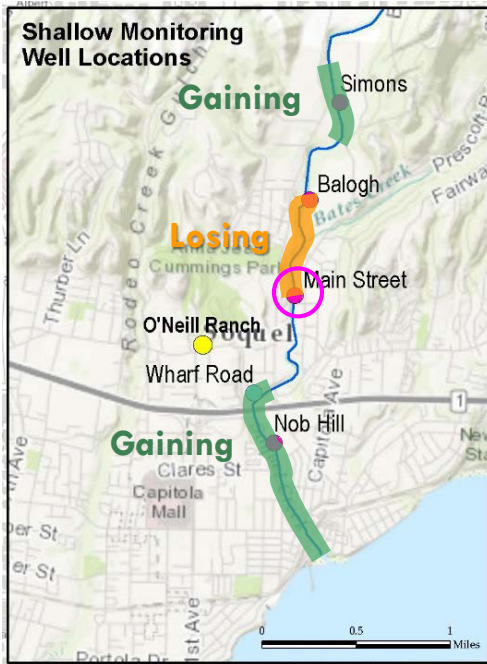 Shallow Monitoring
Well Locations
Gaining
Simons
Prescott R
Fairway
Rodeo Creek Gulch
Balogh
Bates Creek
Thurber Ln
Losing
Cummings Park
Main Street
O'Neill Ranch
Soquel
Wharf Road
1
Gaining
Nob Hill
Capitola Ave
Clares St
Capitola
Mall
0 0.5 1
Miles